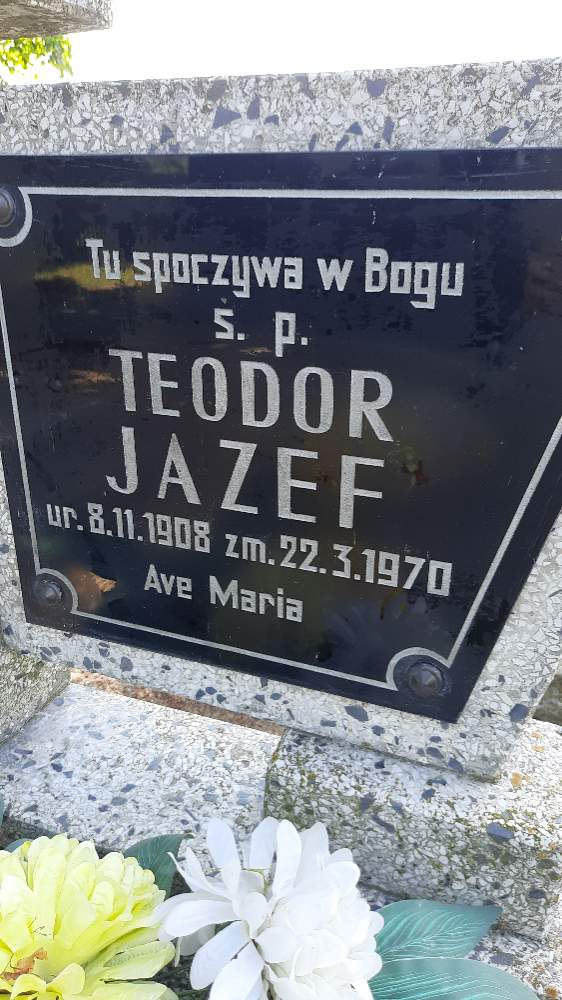 Tu spoczywa w Bogu
ś. p.
TEODOR
JAZEF
ur. 8.11.1908 zm. 22.3.1970
Ave Maria